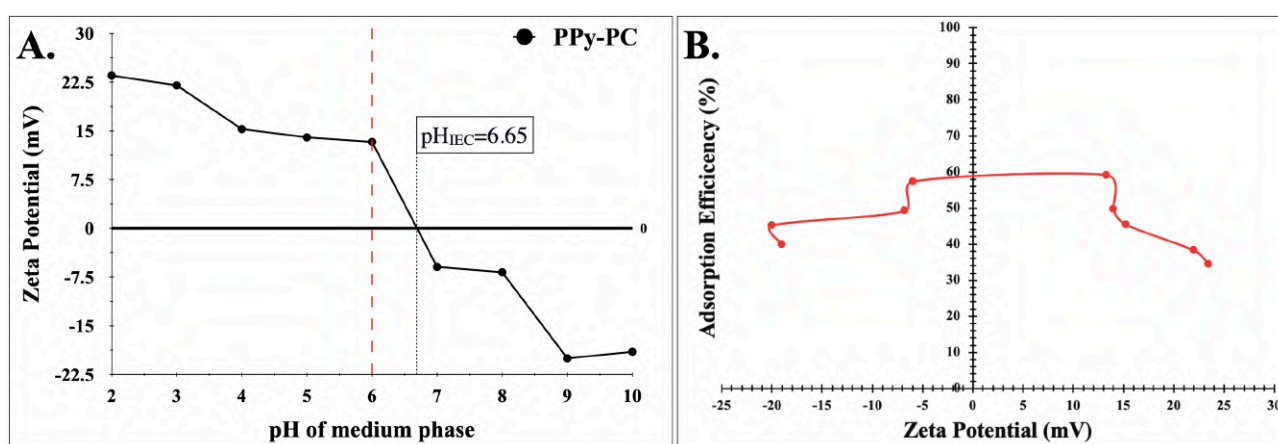 A.
PPy-PC
30
22.5
15
7.5
0
-7.5
-15
-22.5
Zeta Potential (mV)
pH_IEC=6.65
0
2 3 4 5 6 7 8 9 10
pH of medium phase
B.
100
90
80
70
60
50
40
30
20
10
0
Adsorption Efficicency (%)
-25 -20 -15 -10 -5 0 5 10 15 20 25 30
Zeta Potential (mV)